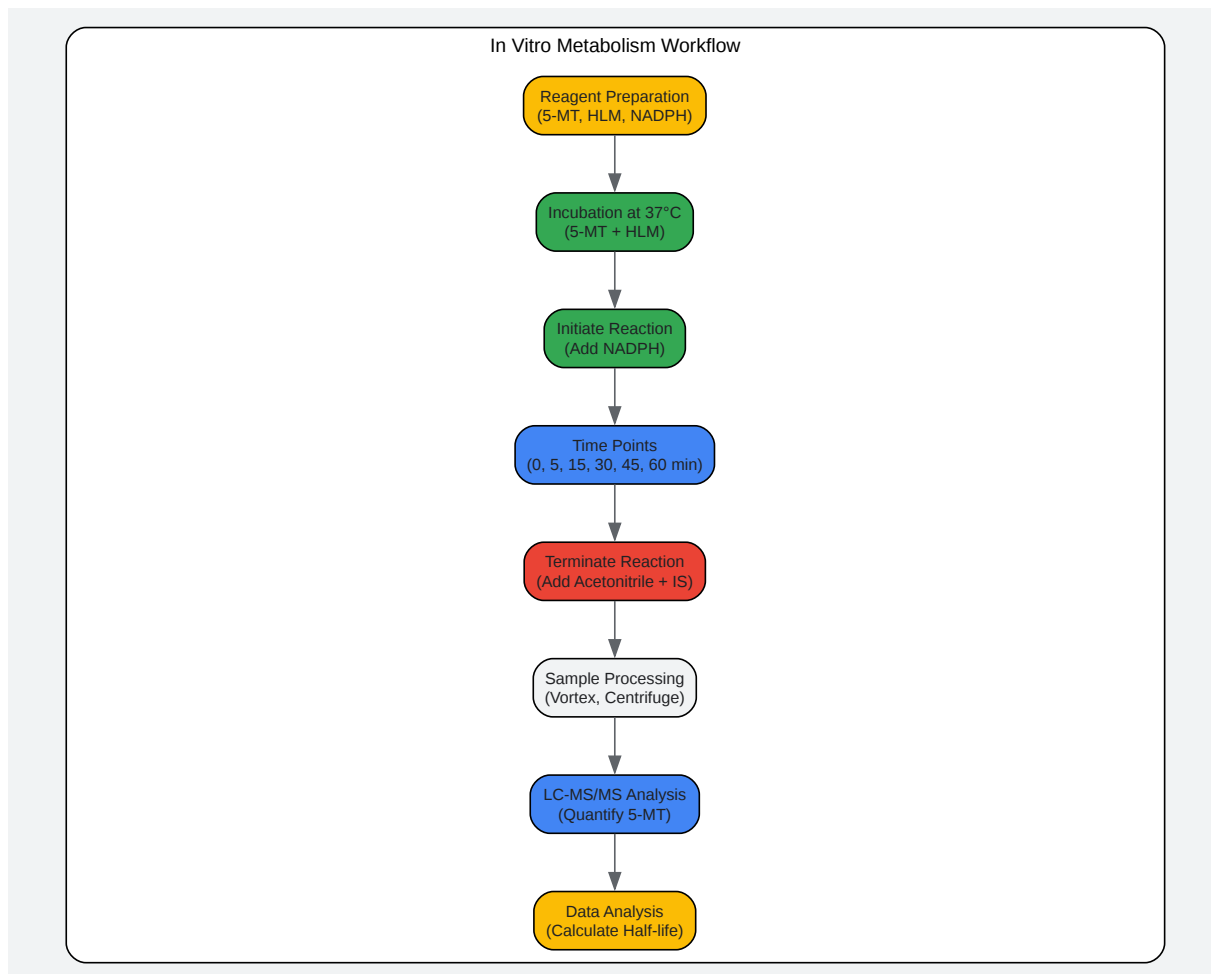 In Vitro Metabolism Workflow
Reagent Preparation
(5-MT, HLM, NADPH)
Incubation at 37°C
(5-MT + HLM)
Initiate Reaction
(Add NADPH)
Time Points
(0, 5, 15, 30, 45, 60 min)
Terminate Reaction
(Add Acetonitrile + IS)
Sample Processing
(Vortex, Centrifuge)
LC-MS/MS Analysis
(Quantify 5-MT)
Data Analysis
(Calculate Half-life)